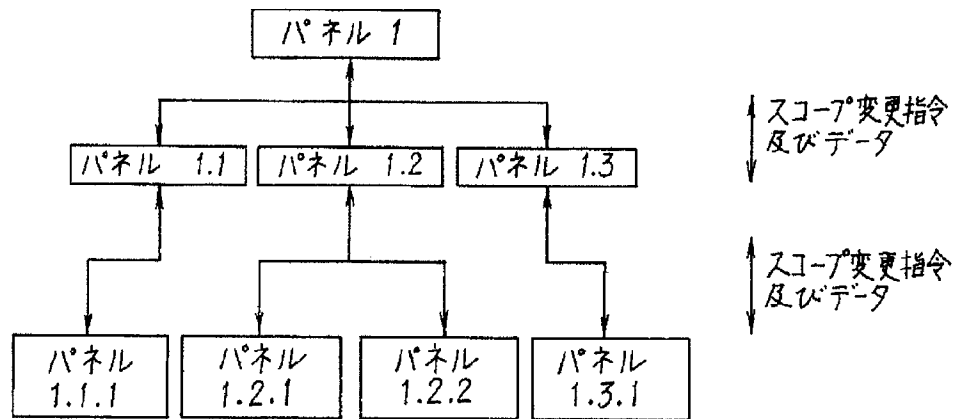 パネル 1
パネル 1.1
パネル 1.2
パネル 1.3
スコープ変更指令
及びデータ
スコープ変更指令
及びデータ
パネル
1.1.1
パネル
1.2.1
パネル
1.2.2
パネル
1.3.1